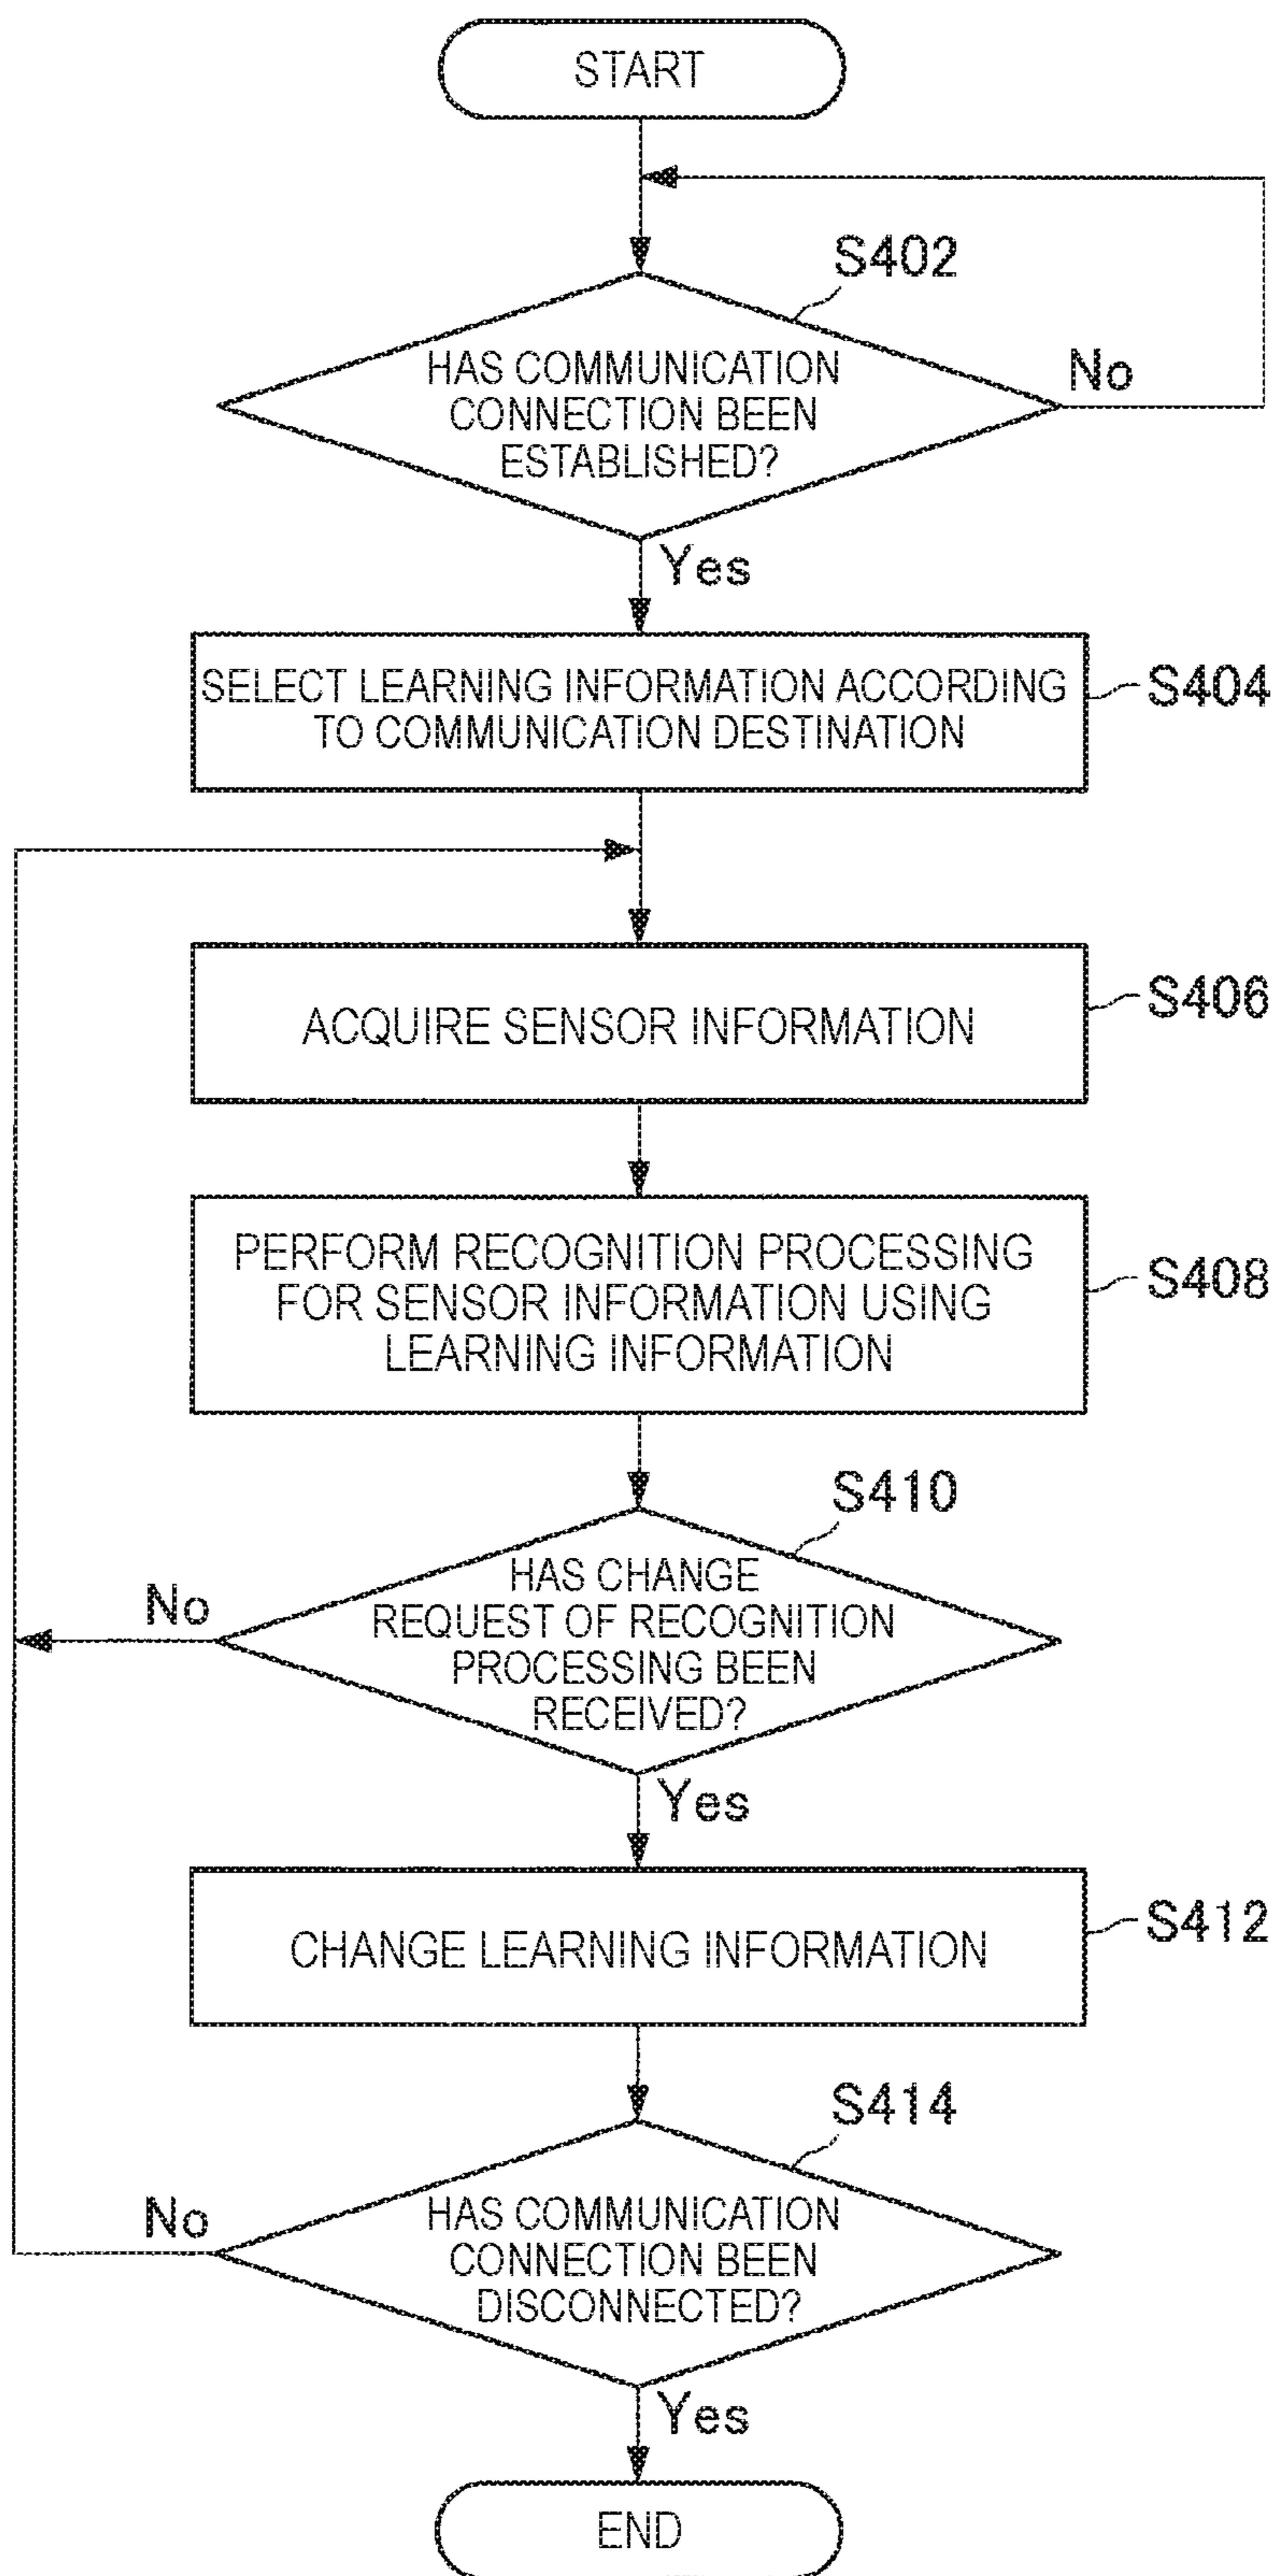 START
S402
HAS COMMUNICATION
CONNECTION BEEN
ESTABLISHED?
No
Yes
SELECT LEARNING INFORMATION ACCORDING
TO COMMUNICATION DESTINATION
S404
ACQUIRE SENSOR INFORMATION
S406
PERFORM RECOGNITION PROCESSING
FOR SENSOR INFORMATION USING
LEARNING INFORMATION
S408
S410
HAS CHANGE
REQUEST OF RECOGNITION
PROCESSING BEEN
RECEIVED?
No
Yes
CHANGE LEARNING INFORMATION
S412
S414
HAS COMMUNICATION
CONNECTION BEEN
DISCONNECTED?
No
Yes
END